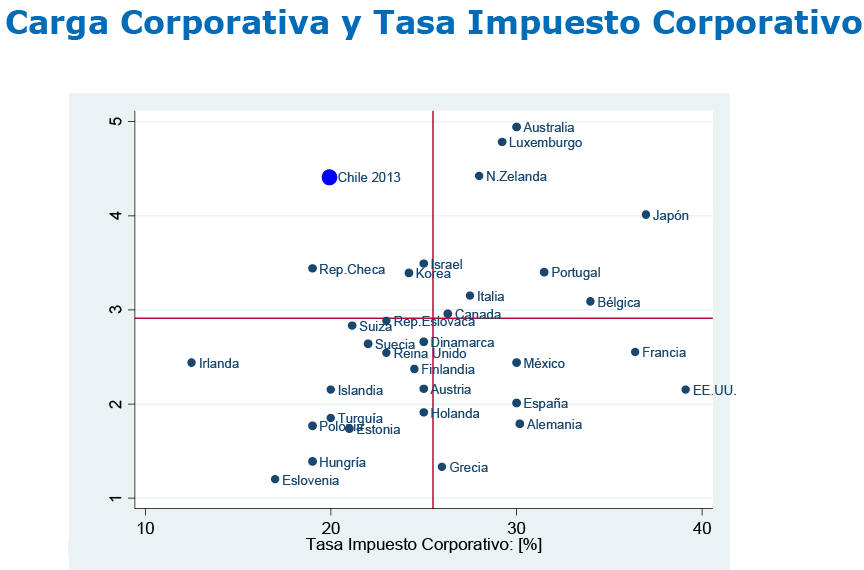 Carga Corporativa y Tasa Impuesto Corporativo
5
Australia
Luxemburgo
Chile 2013
N.Zelanda
4
Japón
Rep.Checa
Israel
Korea
Portugal
Italia
Bélgica
3
Canada
Rep.Eslovaca
Suiza
Suecia
Dinamarca
Reina Unido
Francia
Irlanda
Finlandia
México
Islandia
Austria
EE.UU.
2
España
Holanda
Turquía
Polonia
Estonia
Alemania
Hungría
Grecia
Eslovenia
1
10 20 30 40
Tasa Impuesto Corporativo: [%]